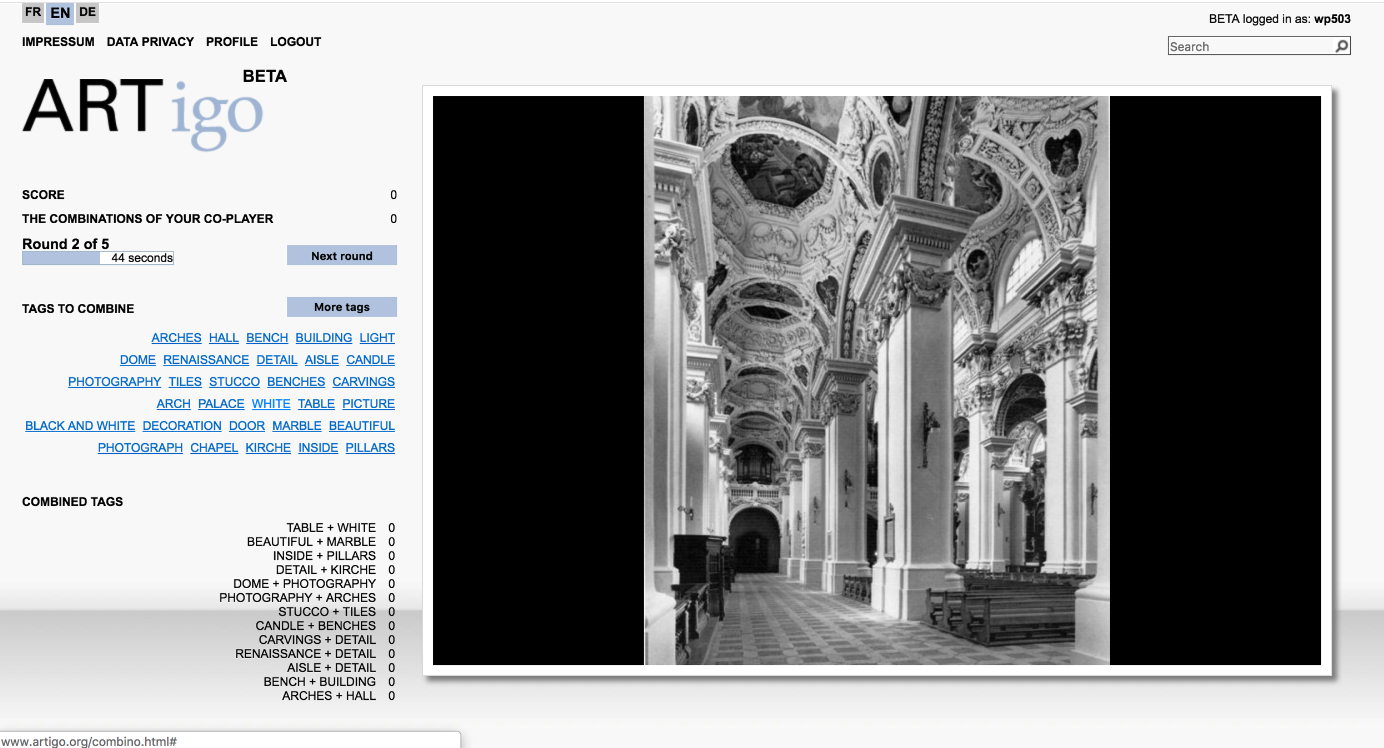 FR EN DE
BETA logged in as: wp503
IMPRESSUM DATA PRIVACY PROFILE LOGOUT
Search
BETA
ARTigo
SCORE 0
THE COMBINATIONS OF YOUR CO-PLAYER 0
Round 2 of 5
44 seconds
Next round
TAGS TO COMBINE
More tags
ARCHES HALL BENCH BUILDING LIGHT
DOME RENAISSANCE DETAIL AISLE CANDLE
PHOTOGRAPHY TILES STUCCO BENCHES CARVINGS
ARCH PALACE WHITE TABLE PICTURE
BLACK AND WHITE DECORATION DOOR MARBLE BEAUTIFUL
PHOTOGRAPH CHAPEL KIRCHE INSIDE PILLARS
COMBINED TAGS
TABLE + WHITE 0
BEAUTIFUL + MARBLE 0
INSIDE + PILLARS 0
DETAIL + KIRCHE 0
DOME + PHOTOGRAPHY 0
PHOTOGRAPHY + ARCHES 0
STUCCO + TILES 0
CANDLE + BENCHES 0
CARVINGS + DETAIL 0
RENAISSANCE + DETAIL 0
AISLE + DETAIL 0
BENCH + BUILDING 0
ARCHES + HALL 0
www.artigo.org/combino.html#